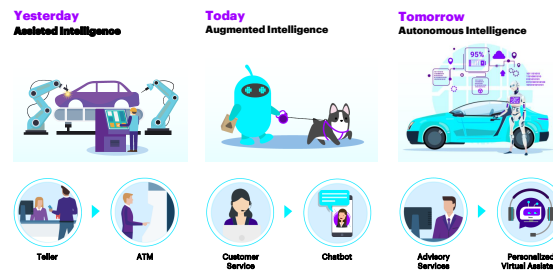 Yesterday
Assisted Intelligence
Today
Augmented Intelligence
Tomorrow
Autonomous Intelligence
95%
Teller
ATM
Customer
Service
Chatbot
Advisory
Services
Personalized
Virtual Assista